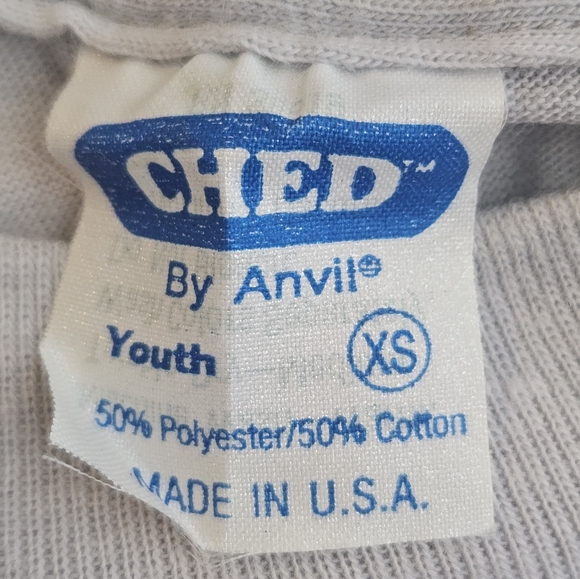 CHED™
By Anvil®
Youth XS
50% Polyester/50% Cotton
MADE IN U.S.A.